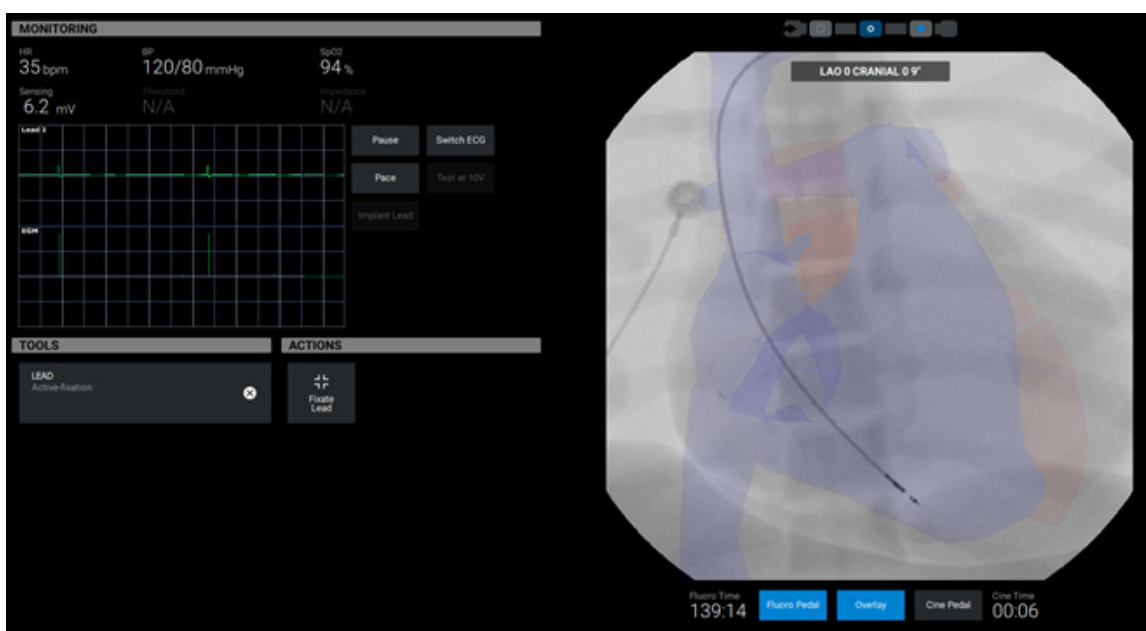 MONITORING
HR BP SpO2
35 bpm 120/80 mmHg 94 %
Sensing Threshold Impedance
6.2 mV N/A N/A
Lead I
Pause Switch ECG
Pace Test at 10V
Implant Lead
EGM
TOOLS ACTIONS
LEAD
Active-fixation
Fixate
Lead
LAO 0 CRANIAL 0 9"
Fluoro Time Cine Time
139:14 Fluoro Pedal Overlay Cine Pedal 00:06